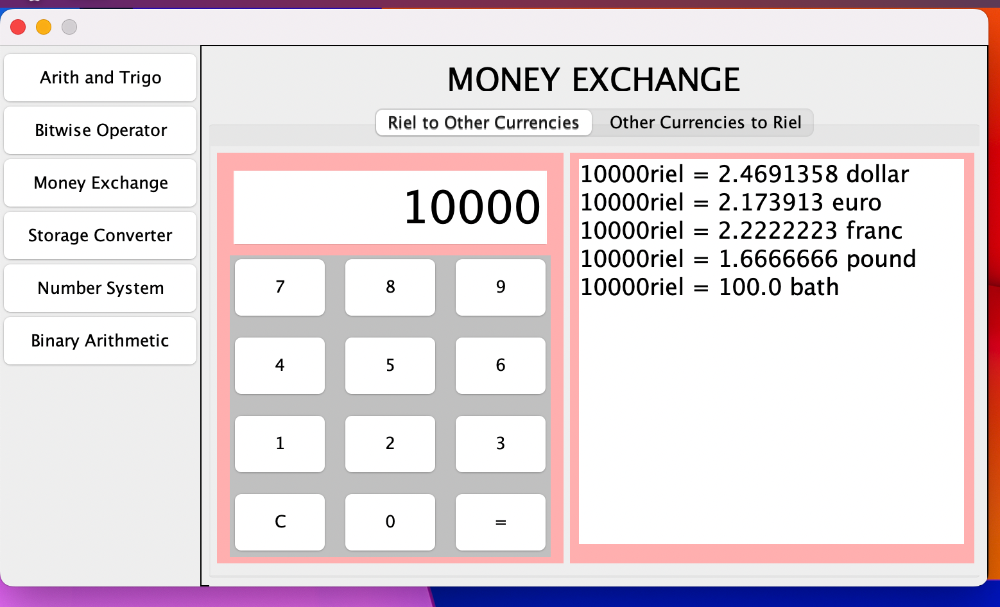 Arith and Trigo
Bitwise Operator
Money Exchange
Storage Converter
Number System
Binary Arithmetic
MONEY EXCHANGE
Riel to Other Currencies
Other Currencies to Riel
10000
7 8 9
4 5 6
1 2 3
C 0 =
10000riel = 2.4691358 dollar
10000riel = 2.173913 euro
10000riel = 2.2222223 franc
10000riel = 1.6666666 pound
10000riel = 100.0 bath